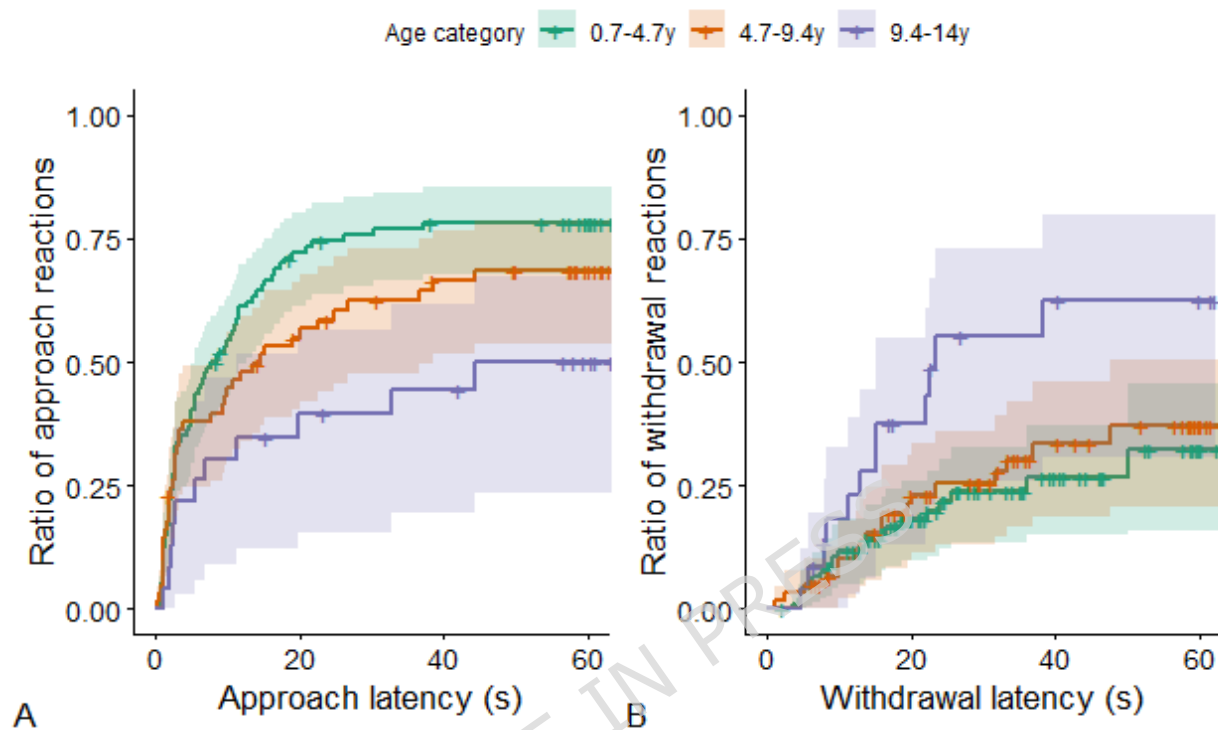 Age category 0.7-4.7y 4.7-9.4y 9.4-14y
Ratio of approach reactions
1.00
0.75
0.50
0.25
0.00
0 20 40 60
Approach latency (s)
A
Ratio of withdrawal reactions
1.00
0.75
0.50
0.25
0.00
0 20 40 60
Withdrawal latency (s)
B
IN PRESS